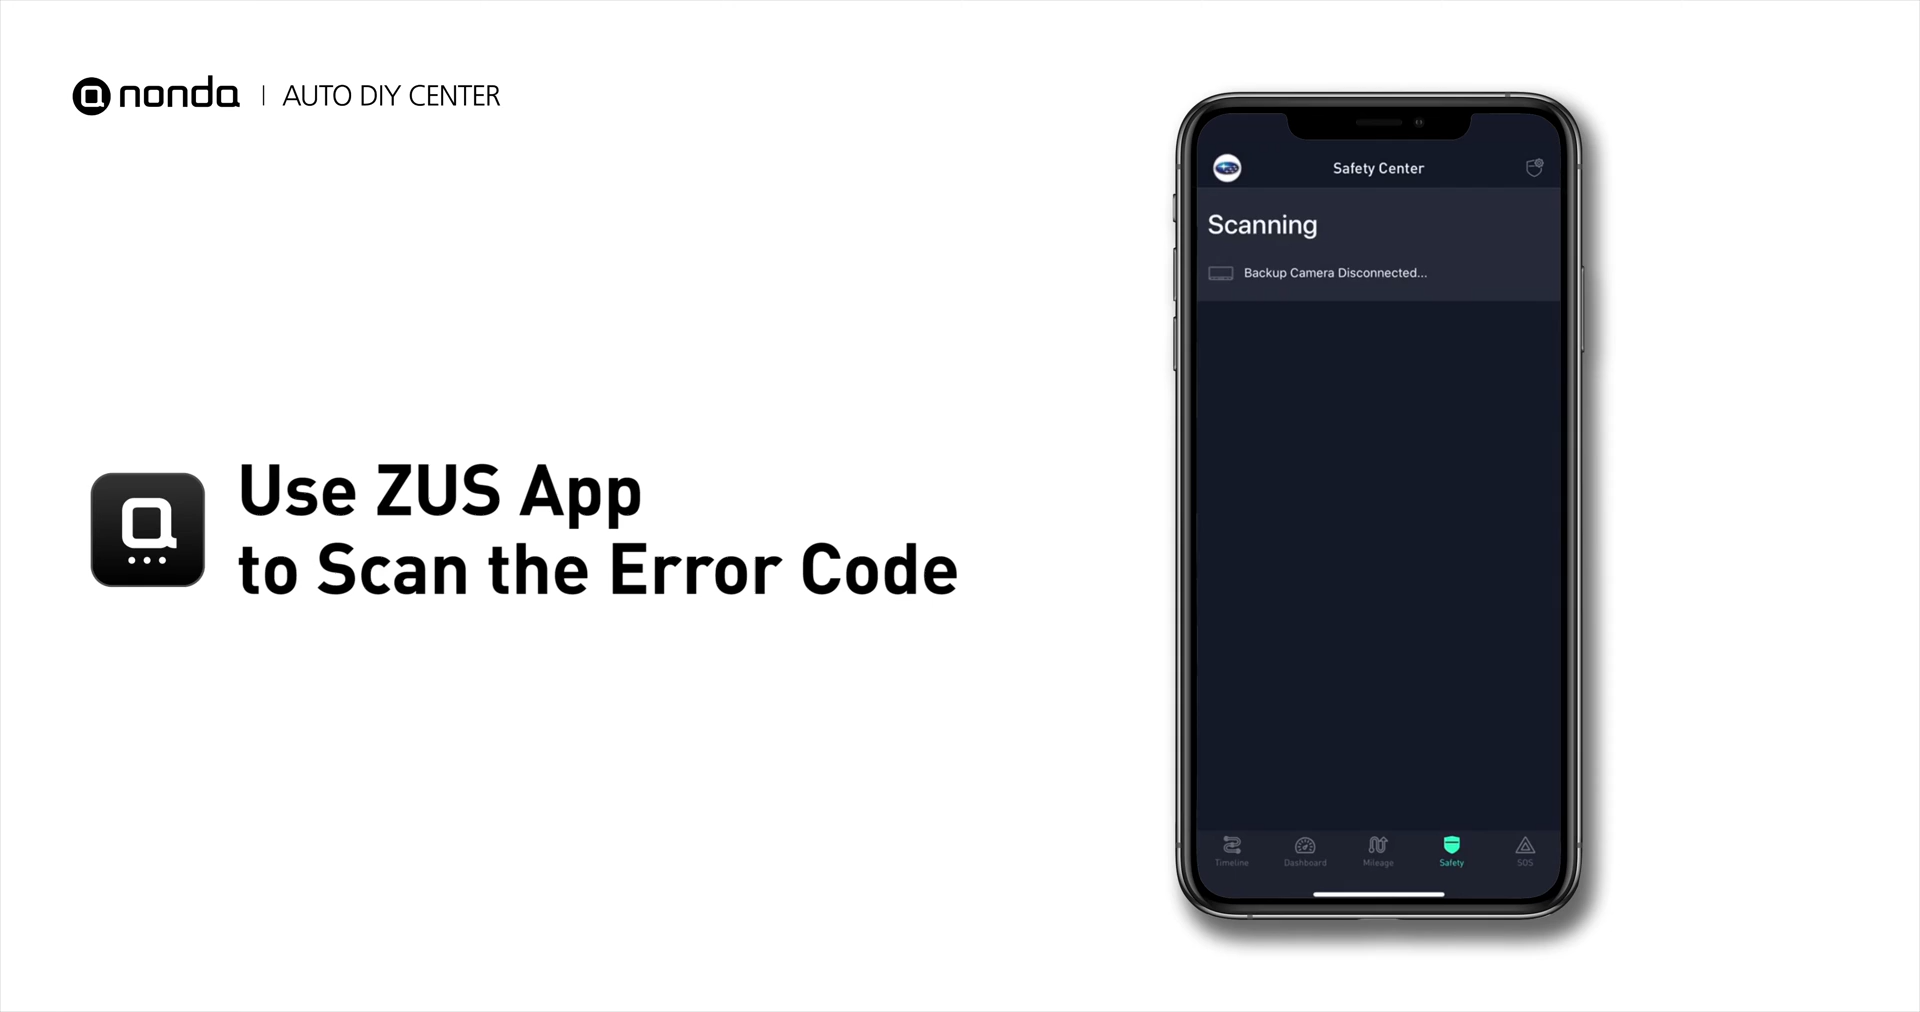 nonda | AUTO DIY CENTER
Use ZUS App
to Scan the Error Code
Safety Center
Scanning
Backup Camera Disconnected...
Timeline
Dashboard
Mileage
Safety
SOS